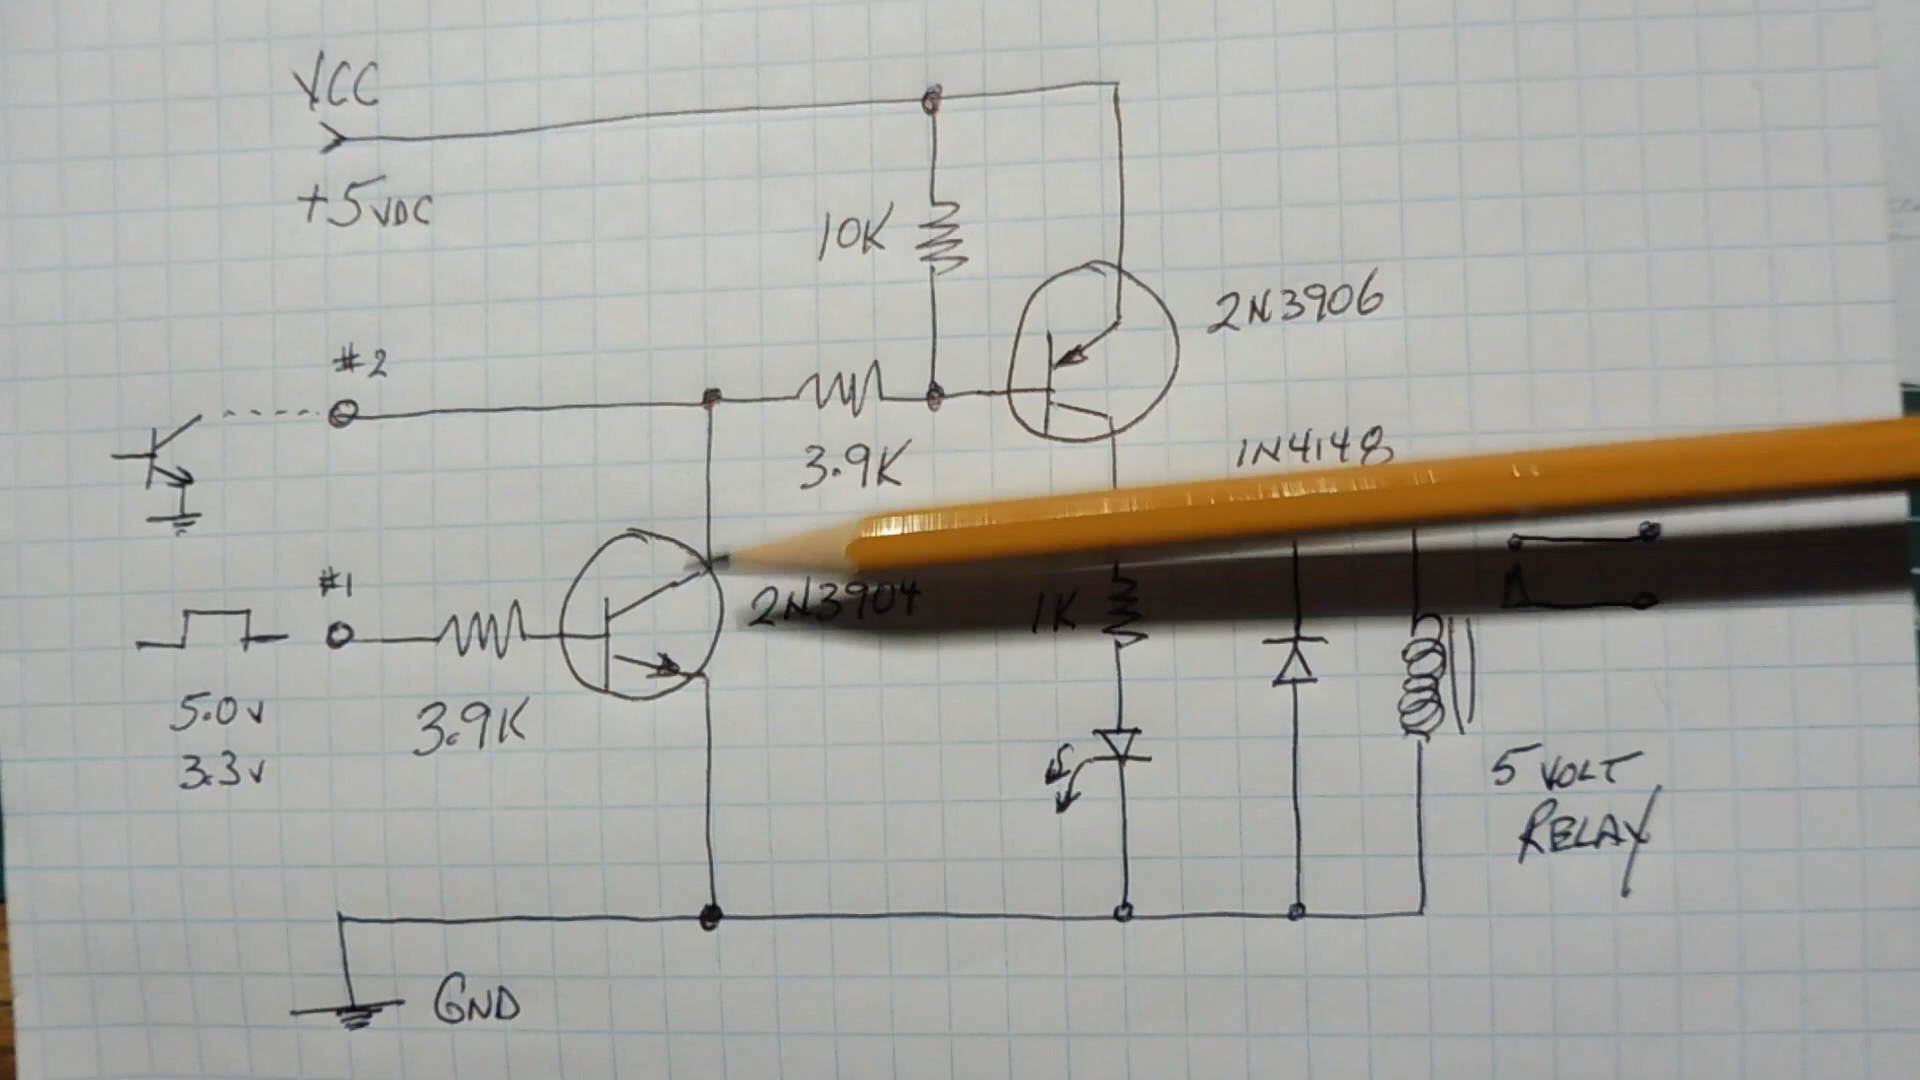 VCC
+5VDC
10K
2N3906
#2
3.9K
1N4148
#1
2N3904
1K
5.0V
3.3V
3.9K
5 VOLT
RELAY
GND